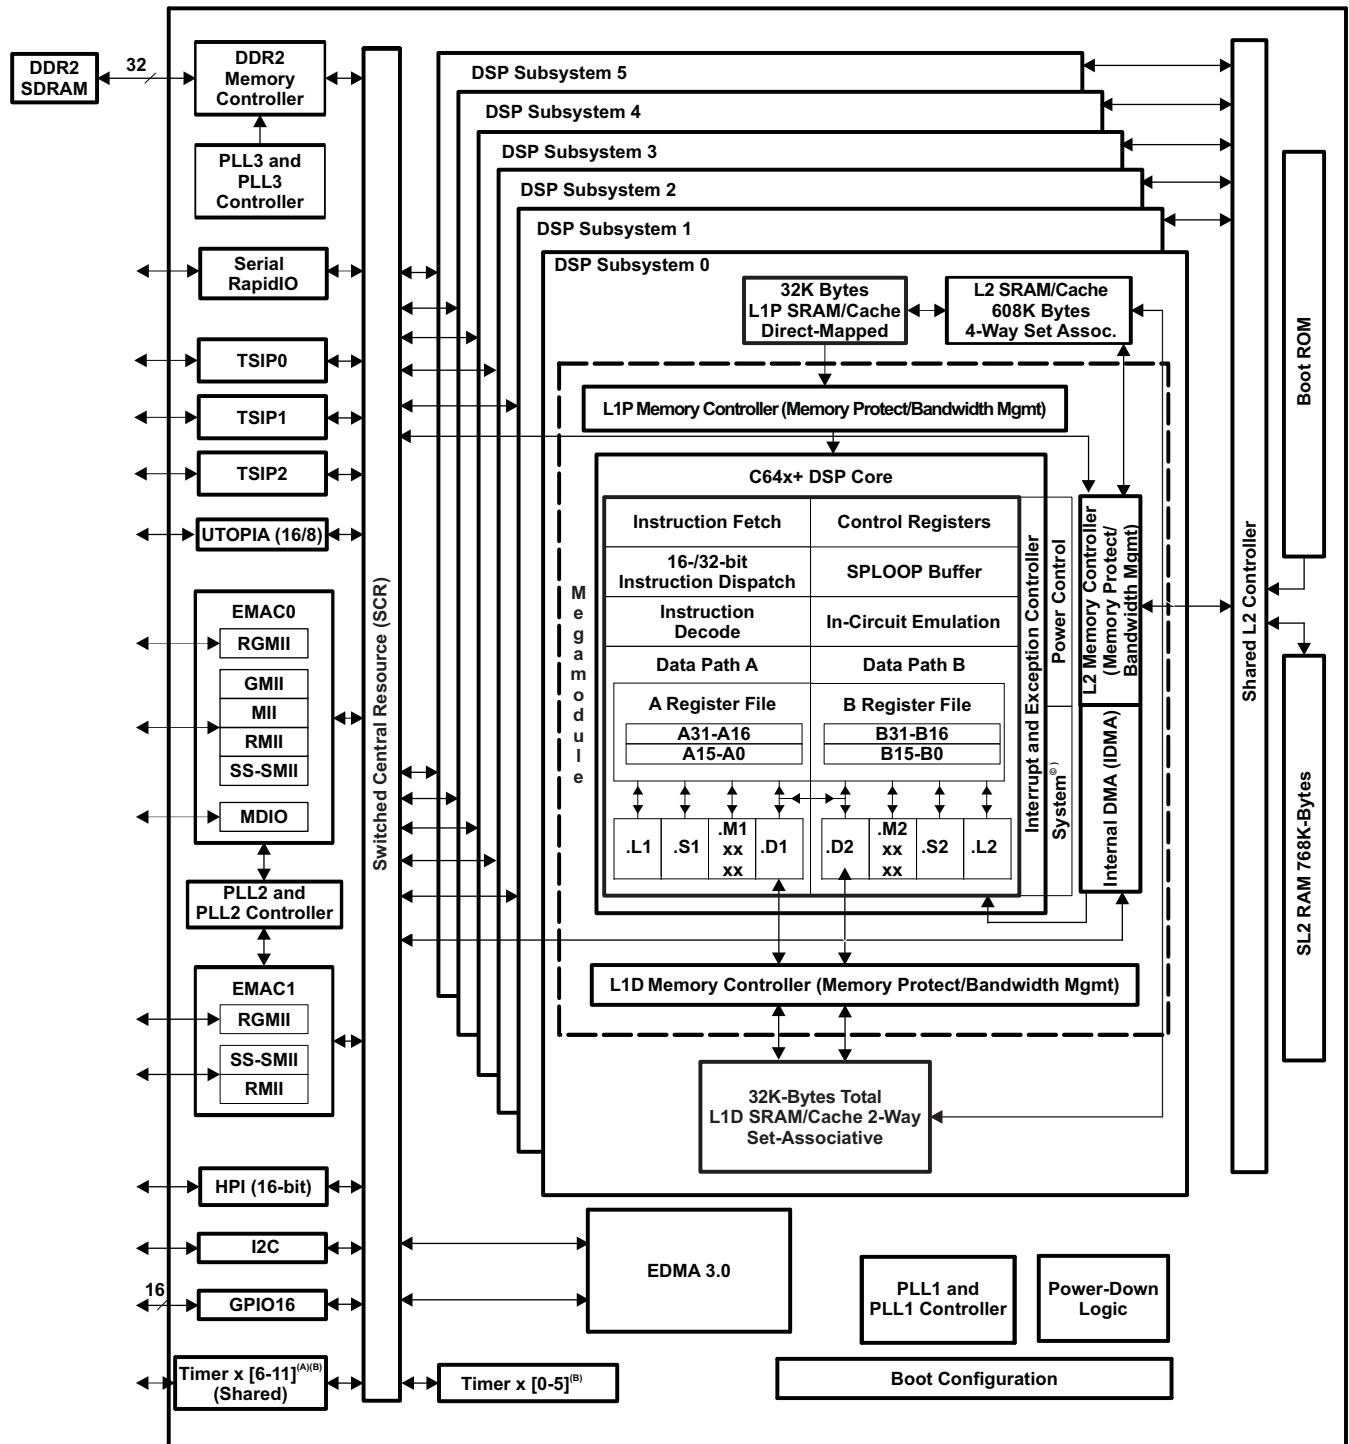 DDR2
SDRAM
32
DDR2
Memory
Controller
PLL3 and
PLL3
Controller
Serial
RapidIO
TSIP0
TSIP1
TSIP2
UTOPIA (16/8)
EMAC0
RGMII
GMII
MII
RMII
SS-SMII
MDIO
PLL2 and
PLL2 Controller
EMAC1
RGMII
SS-SMII
RMII
HPI (16-bit)
I2C
16
GPIO16
Timer x [6-11](A)(B)
(Shared)
Switched Central Resource (SCR)
DSP Subsystem 5
DSP Subsystem 4
DSP Subsystem 3
DSP Subsystem 2
DSP Subsystem 1
DSP Subsystem 0
32K Bytes
L1P SRAM/Cache
Direct-Mapped
L2 SRAM/Cache
608K Bytes
4-Way Set Assoc.
L1P Memory Controller (Memory Protect/Bandwidth Mgmt)
Megamodule
C64x+ DSP Core
Instruction Fetch
Control Registers
16-/32-bit
Instruction Dispatch
SPLOOP Buffer
Instruction
Decode
In-Circuit Emulation
Data Path A
Data Path B
A Register File
B Register File
A31-A16
A15-A0
B31-B16
B15-B0
.L1
.S1
.M1
xx
xx
.D1
.D2
.M2
xx
xx
.S2
.L2
Interrupt and Exception Controller
Power Control
System(C)
L2 Memory Controller
(Memory Protect/
Bandwidth Mgmt)
Internal DMA (IDMA)
L1D Memory Controller (Memory Protect/Bandwidth Mgmt)
32K-Bytes Total
L1D SRAM/Cache 2-Way
Set-Associative
Shared L2 Controller
Boot ROM
SL2 RAM 768K-Bytes
EDMA 3.0
PLL1 and
PLL1 Controller
Power-Down
Logic
Timer x [0-5](B)
Boot Configuration